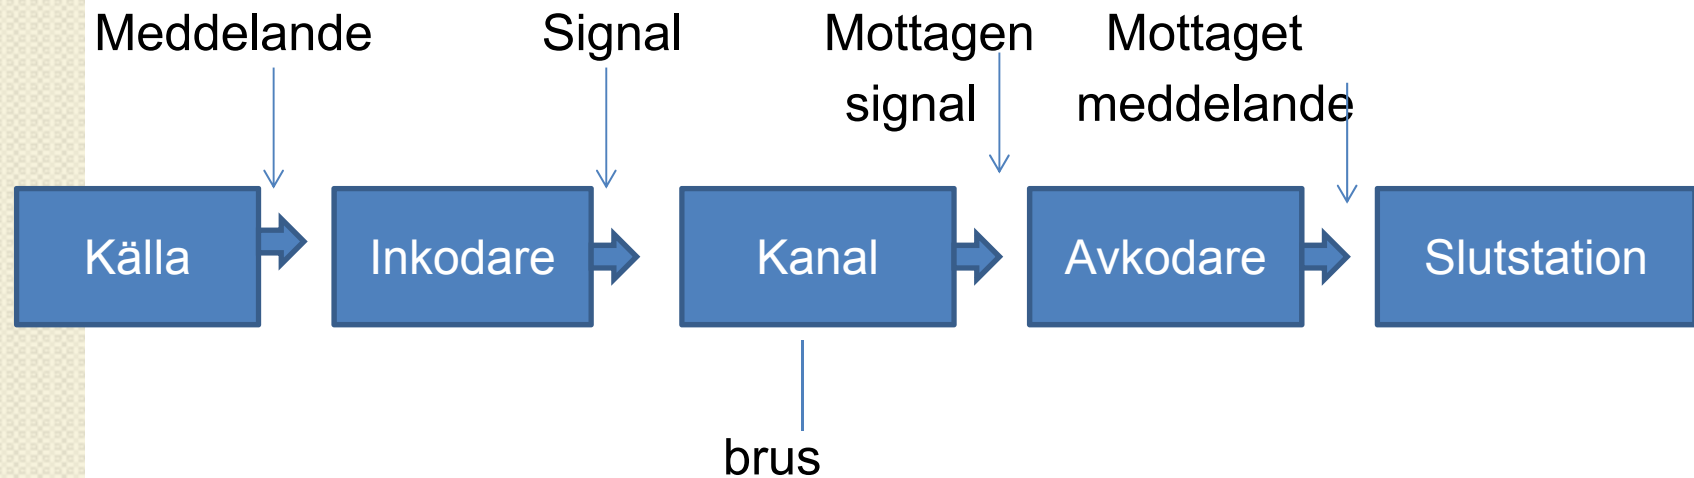 Meddelande Signal Mottagen Mottaget
signal meddelande
Källa Inkodare Kanal Avkodare Slutstation
brus